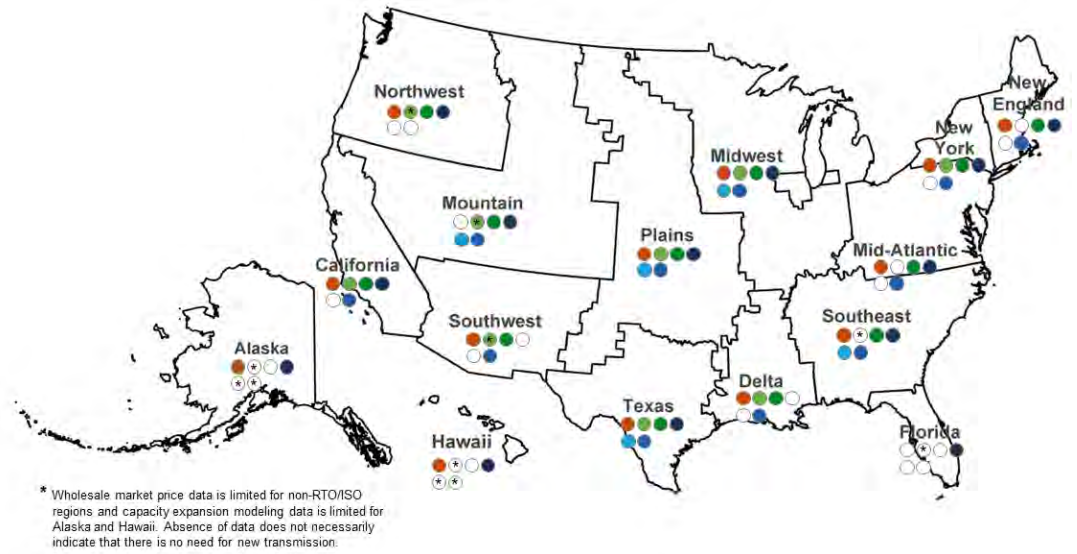 New
England
Northwest
*
New
York
Midwest
Mountain
*
Plains
Mid-Atlantic
California
Southeast
*
Southwest
*
Alaska
*
* *
Delta
Texas
Florida
*
Hawaii
*
* *
* Wholesale market price data is limited for non-RTO/ISO
regions and capacity expansion modeling data is limited for
Alaska and Hawaii. Absence of data does not necessarily
indicate that there is no need for new transmission.